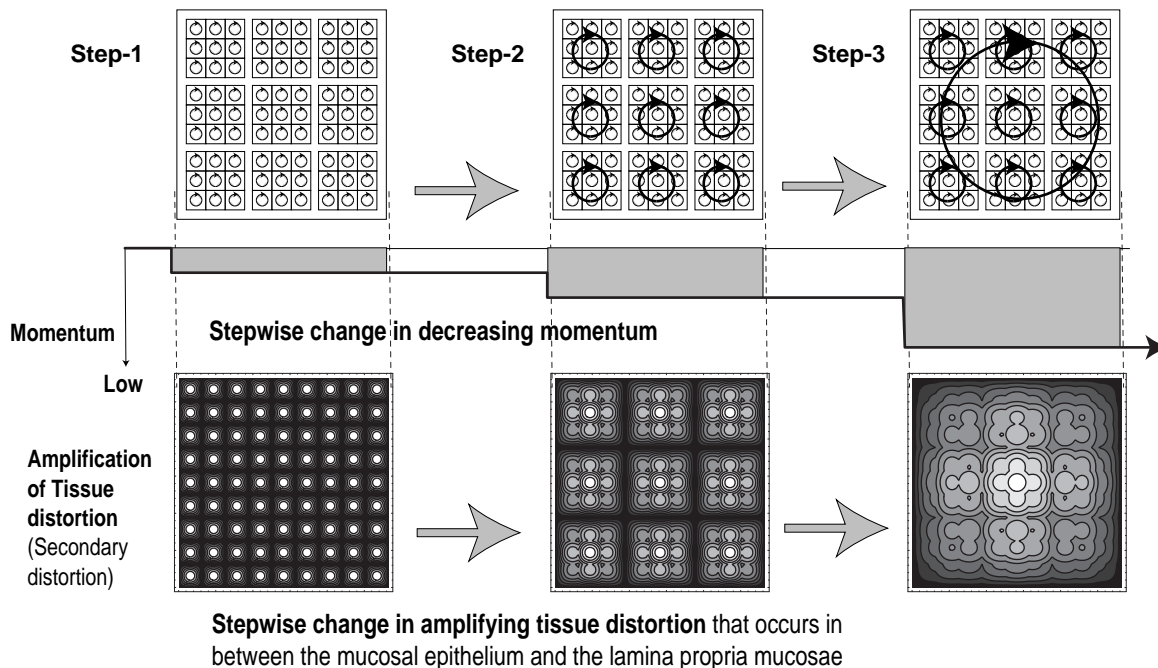 Step-1
Step-2
Step-3
Momentum
Stepwise change in decreasing momentum
Low
Amplification
of Tissue
distortion
(Secondary
distortion)
Stepwise change in amplifying tissue distortion that occurs in
between the mucosal epithelium and the lamina propria mucosae